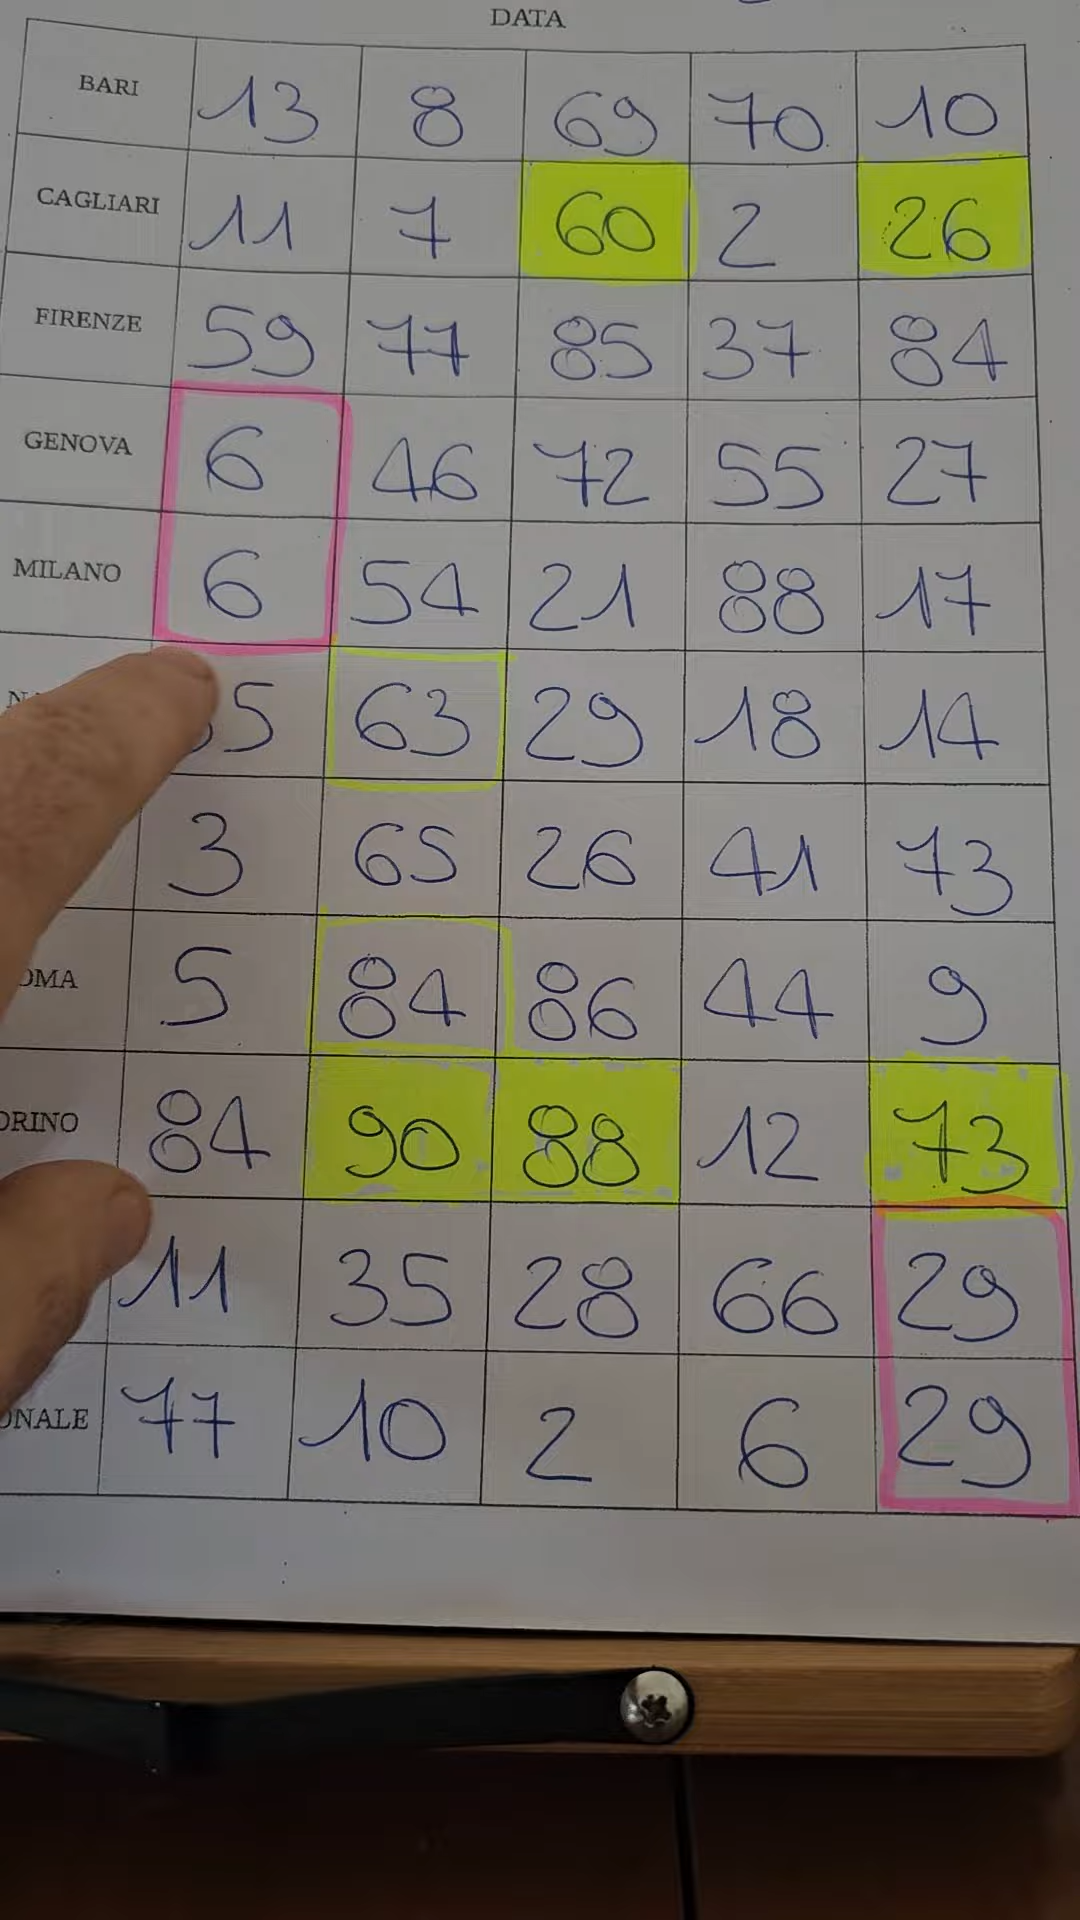 DATA
BARI 13 8 69 70 10
CAGLIARI 11 7 60 2 26
FIRENZE 59 77 85 37 84
GENOVA 6 46 72 55 27
MILANO 6 54 21 88 17
63 29 18 14
3 65 26 41 73
OMA 5 84 86 44 9
ORINO 84 90 88 12 73
11 35 28 66 29
ONALE 77 10 2 6 29